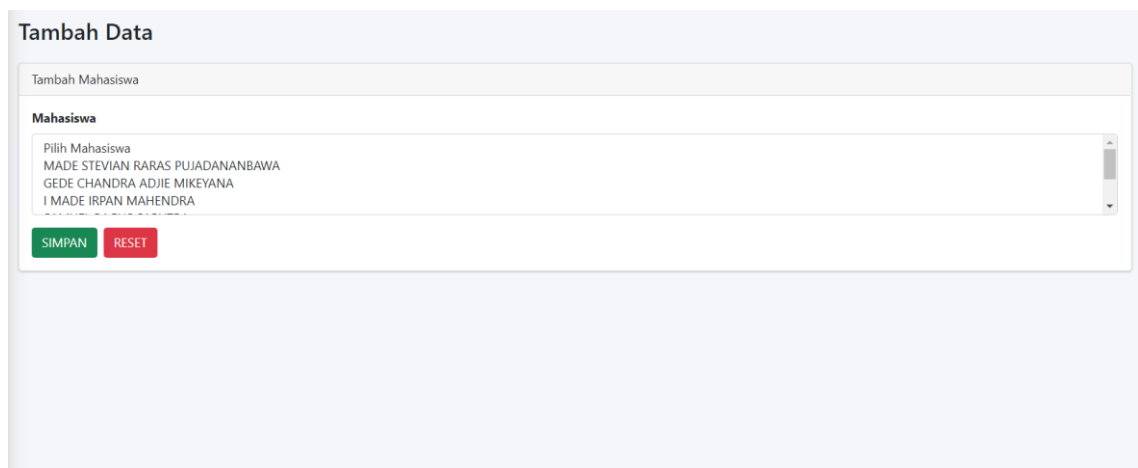 Tambah Data
Tambah Mahasiswa
Mahasiswa
Pilih Mahasiswa
MADE STEVIAN RARAS PUJADANANBAWA
GEDE CHANDRA ADJIE MIKEYANA
I MADE IRPAN MAHENDRA
SIMPAN RESET